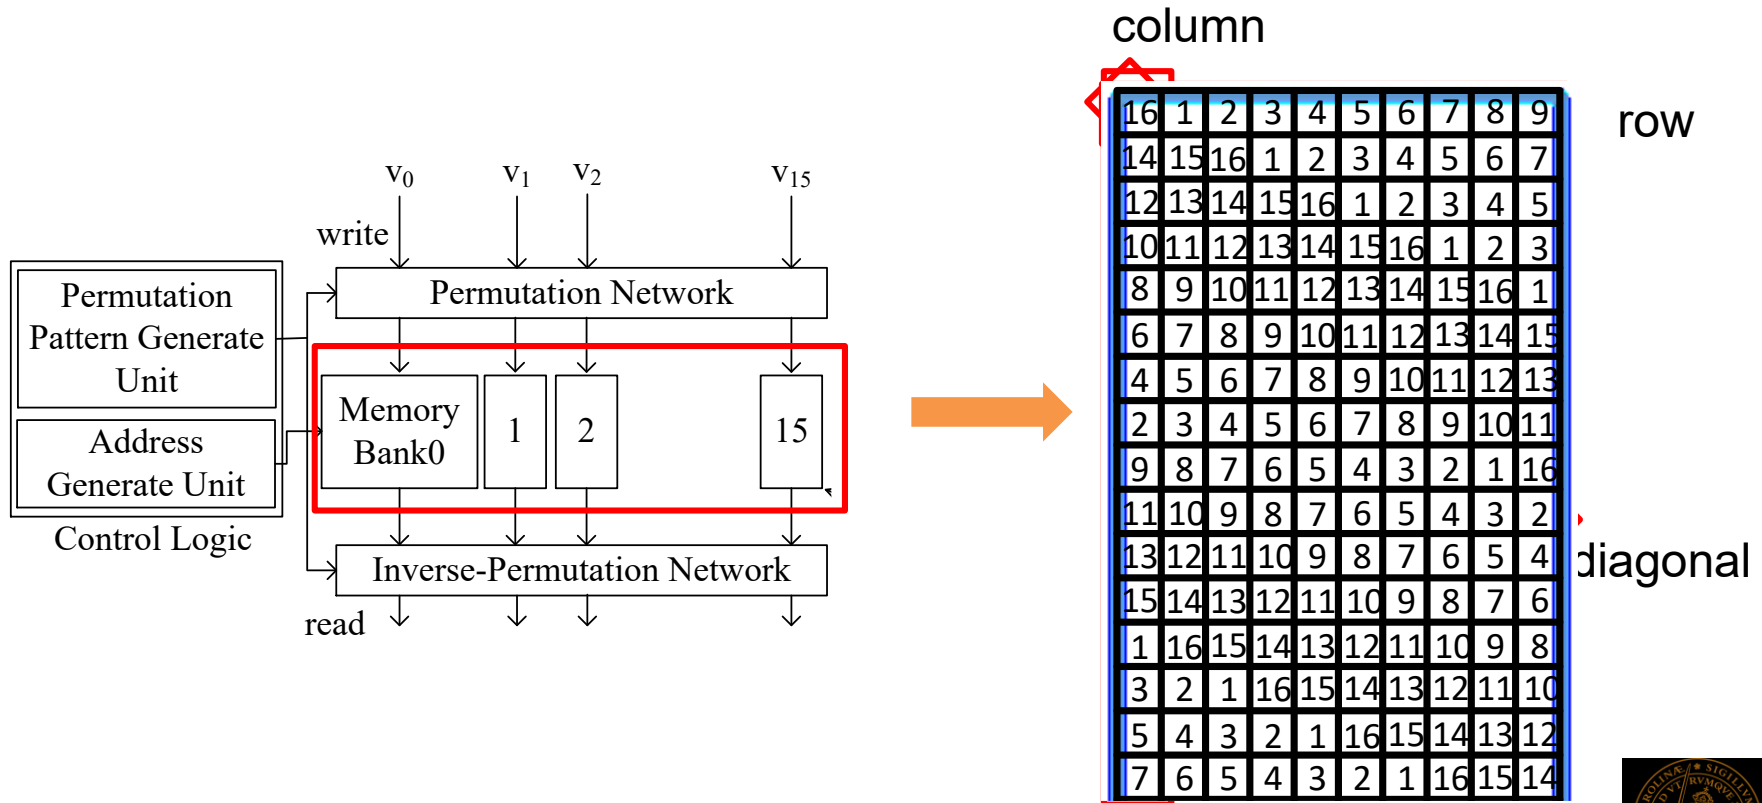 column
row
16 1 2 3 4 5 6 7 8 9
14 15 16 1 2 3 4 5 6 7
12 13 14 15 16 1 2 3 4 5
10 11 12 13 14 15 16 1 2 3
8 9 10 11 12 13 14 15 16 1
6 7 8 9 10 11 12 13 14 15
4 5 6 7 8 9 10 11 12 13
2 3 4 5 6 7 8 9 10 11
9 8 7 6 5 4 3 2 1 16
11 10 9 8 7 6 5 4 3 2
13 12 11 10 9 8 7 6 5 4
15 14 13 12 11 10 9 8 7 6
1 16 15 14 13 12 11 10 9 8
3 2 1 16 15 14 13 12 11 10
5 4 3 2 1 16 15 14 13 12
7 6 5 4 3 2 1 16 15 14
diagonal
v0 v1 v2 v15
write
Permutation Network
Permutation
Pattern Generate
Unit
Address
Generate Unit
Control Logic
Memory
Bank0
1 2 15
Inverse-Permutation Network
read